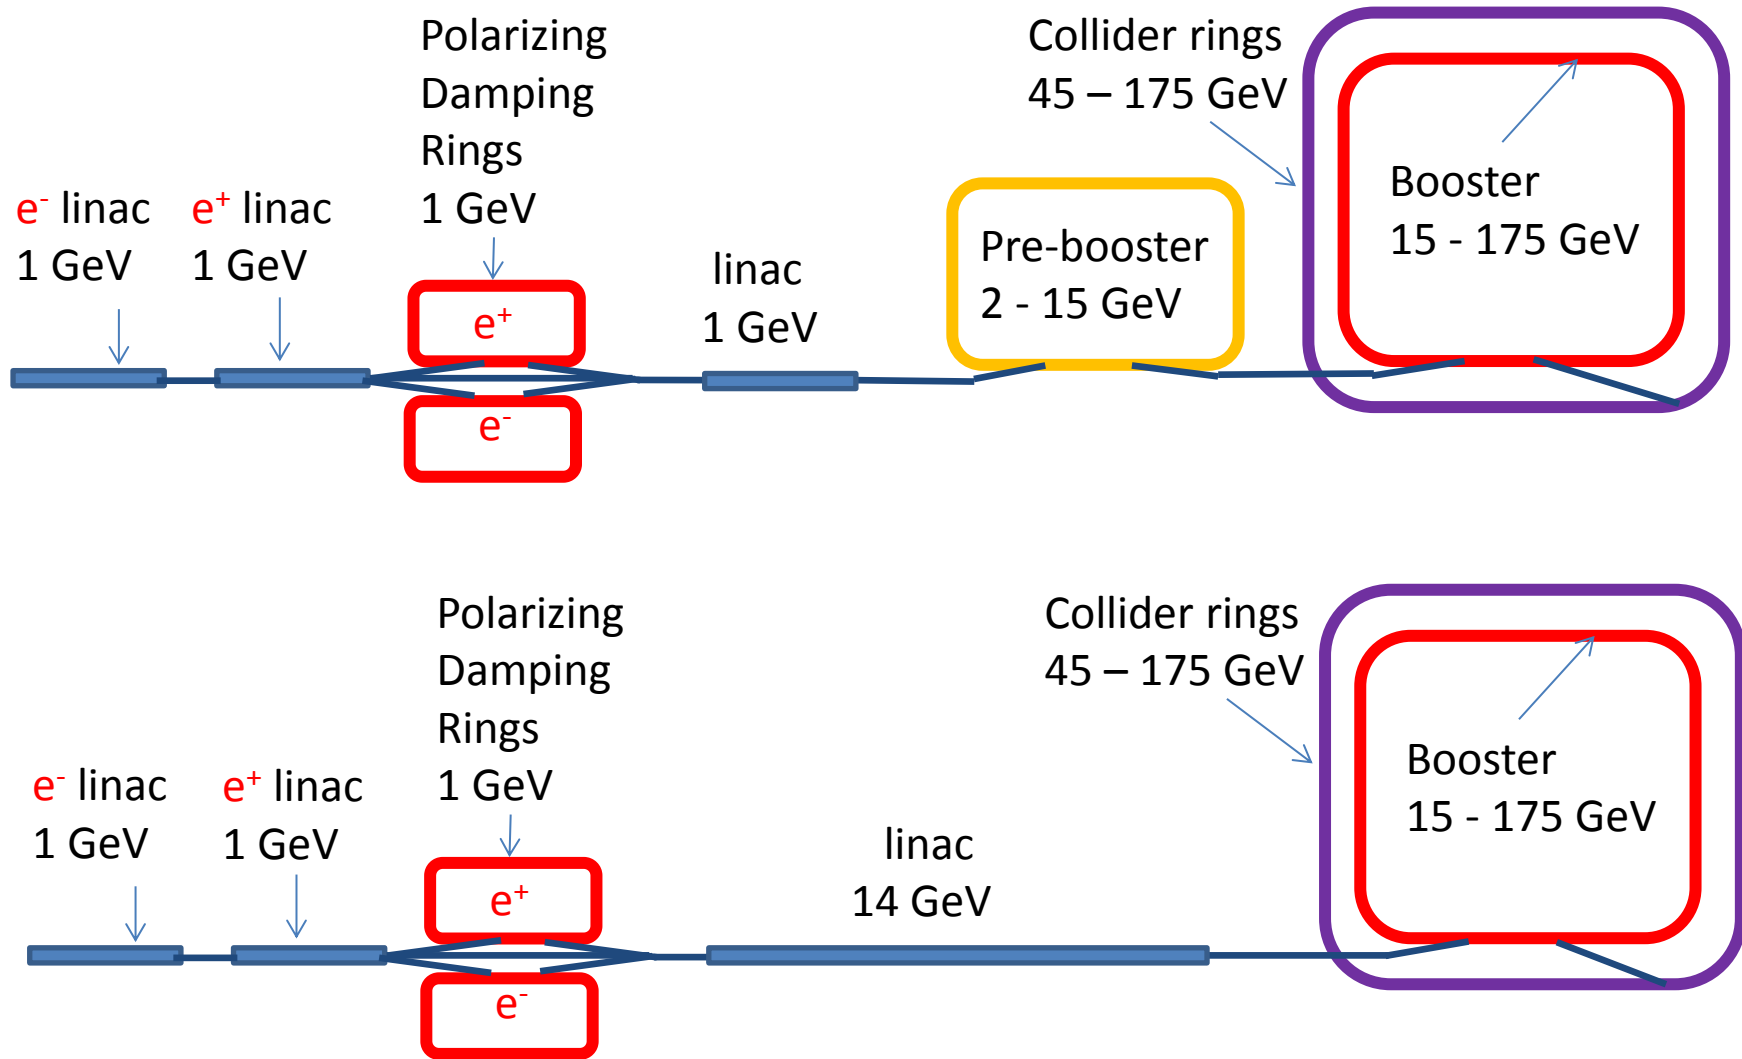 Polarizing
Damping
Rings
1 GeV
Collider rings
45 – 175 GeV
e⁻ linac
1 GeV
e⁺ linac
1 GeV
e⁺
e⁻
linac
1 GeV
Pre-booster
2 - 15 GeV
Booster
15 - 175 GeV
Polarizing
Damping
Rings
1 GeV
Collider rings
45 – 175 GeV
e⁻ linac
1 GeV
e⁺ linac
1 GeV
e⁺
e⁻
linac
14 GeV
Booster
15 - 175 GeV